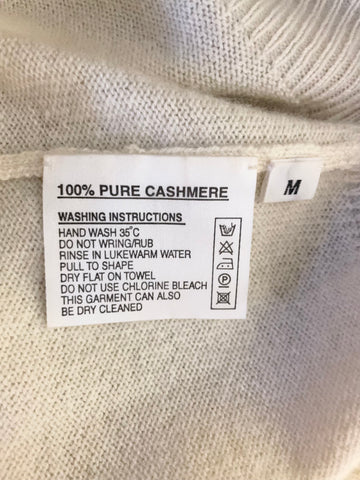 100% PURE CASHMERE
M
WASHING INSTRUCTIONS
HAND WASH 35°C
DO NOT WRING/RUB
RINSE IN LUKEWARM WATER
PULL TO SHAPE
DRY FLAT ON TOWEL
DO NOT USE CHLORINE BLEACH
THIS GARMENT CAN ALSO
BE DRY CLEANED
P